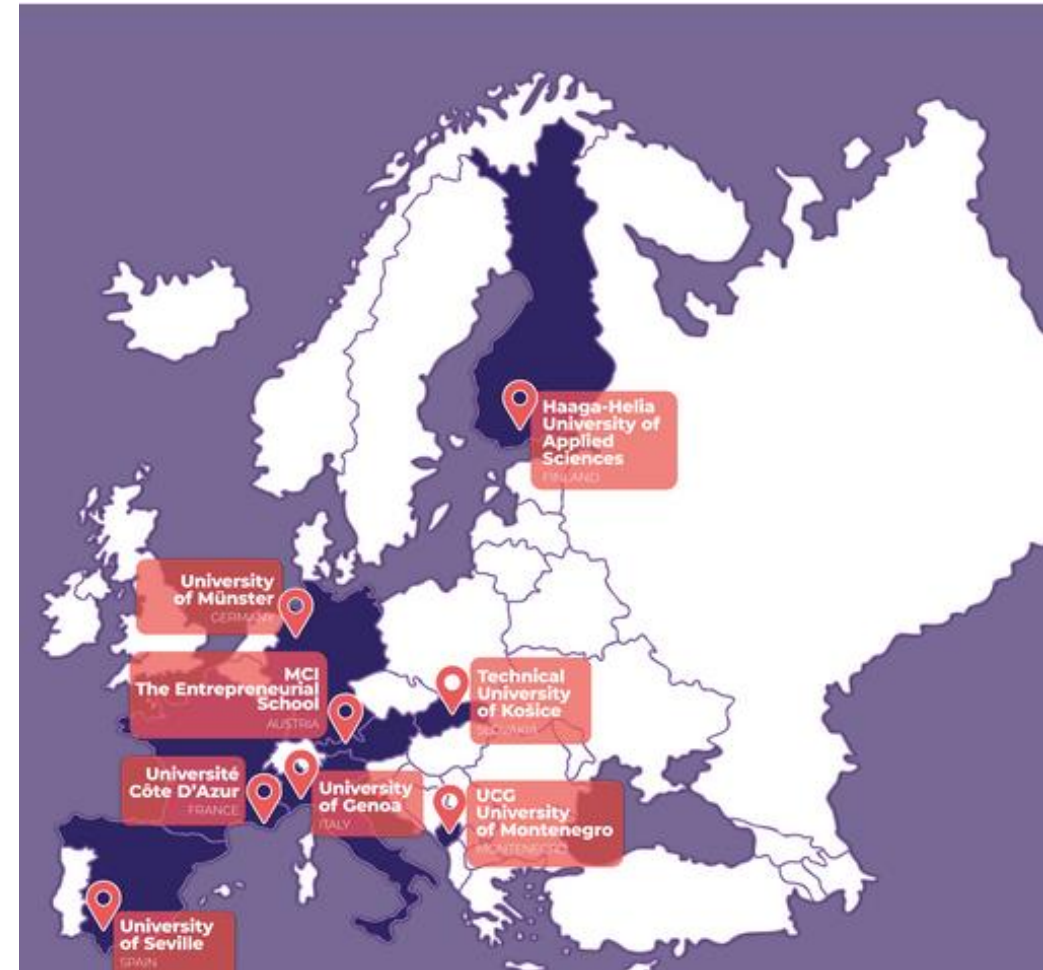 Haaga-Helia
University of
Applied
Sciences
FINLAND
University
of Münster
GERMANY
MCI
The Entrepreneurial
School
AUSTRIA
Technical
University
of Košice
SLOVAKIA
Université
Côte D'Azur
FRANCE
University
of Genoa
ITALY
UCG
University
of Montenegro
MONTENEGRO
University
of Seville
SPAIN